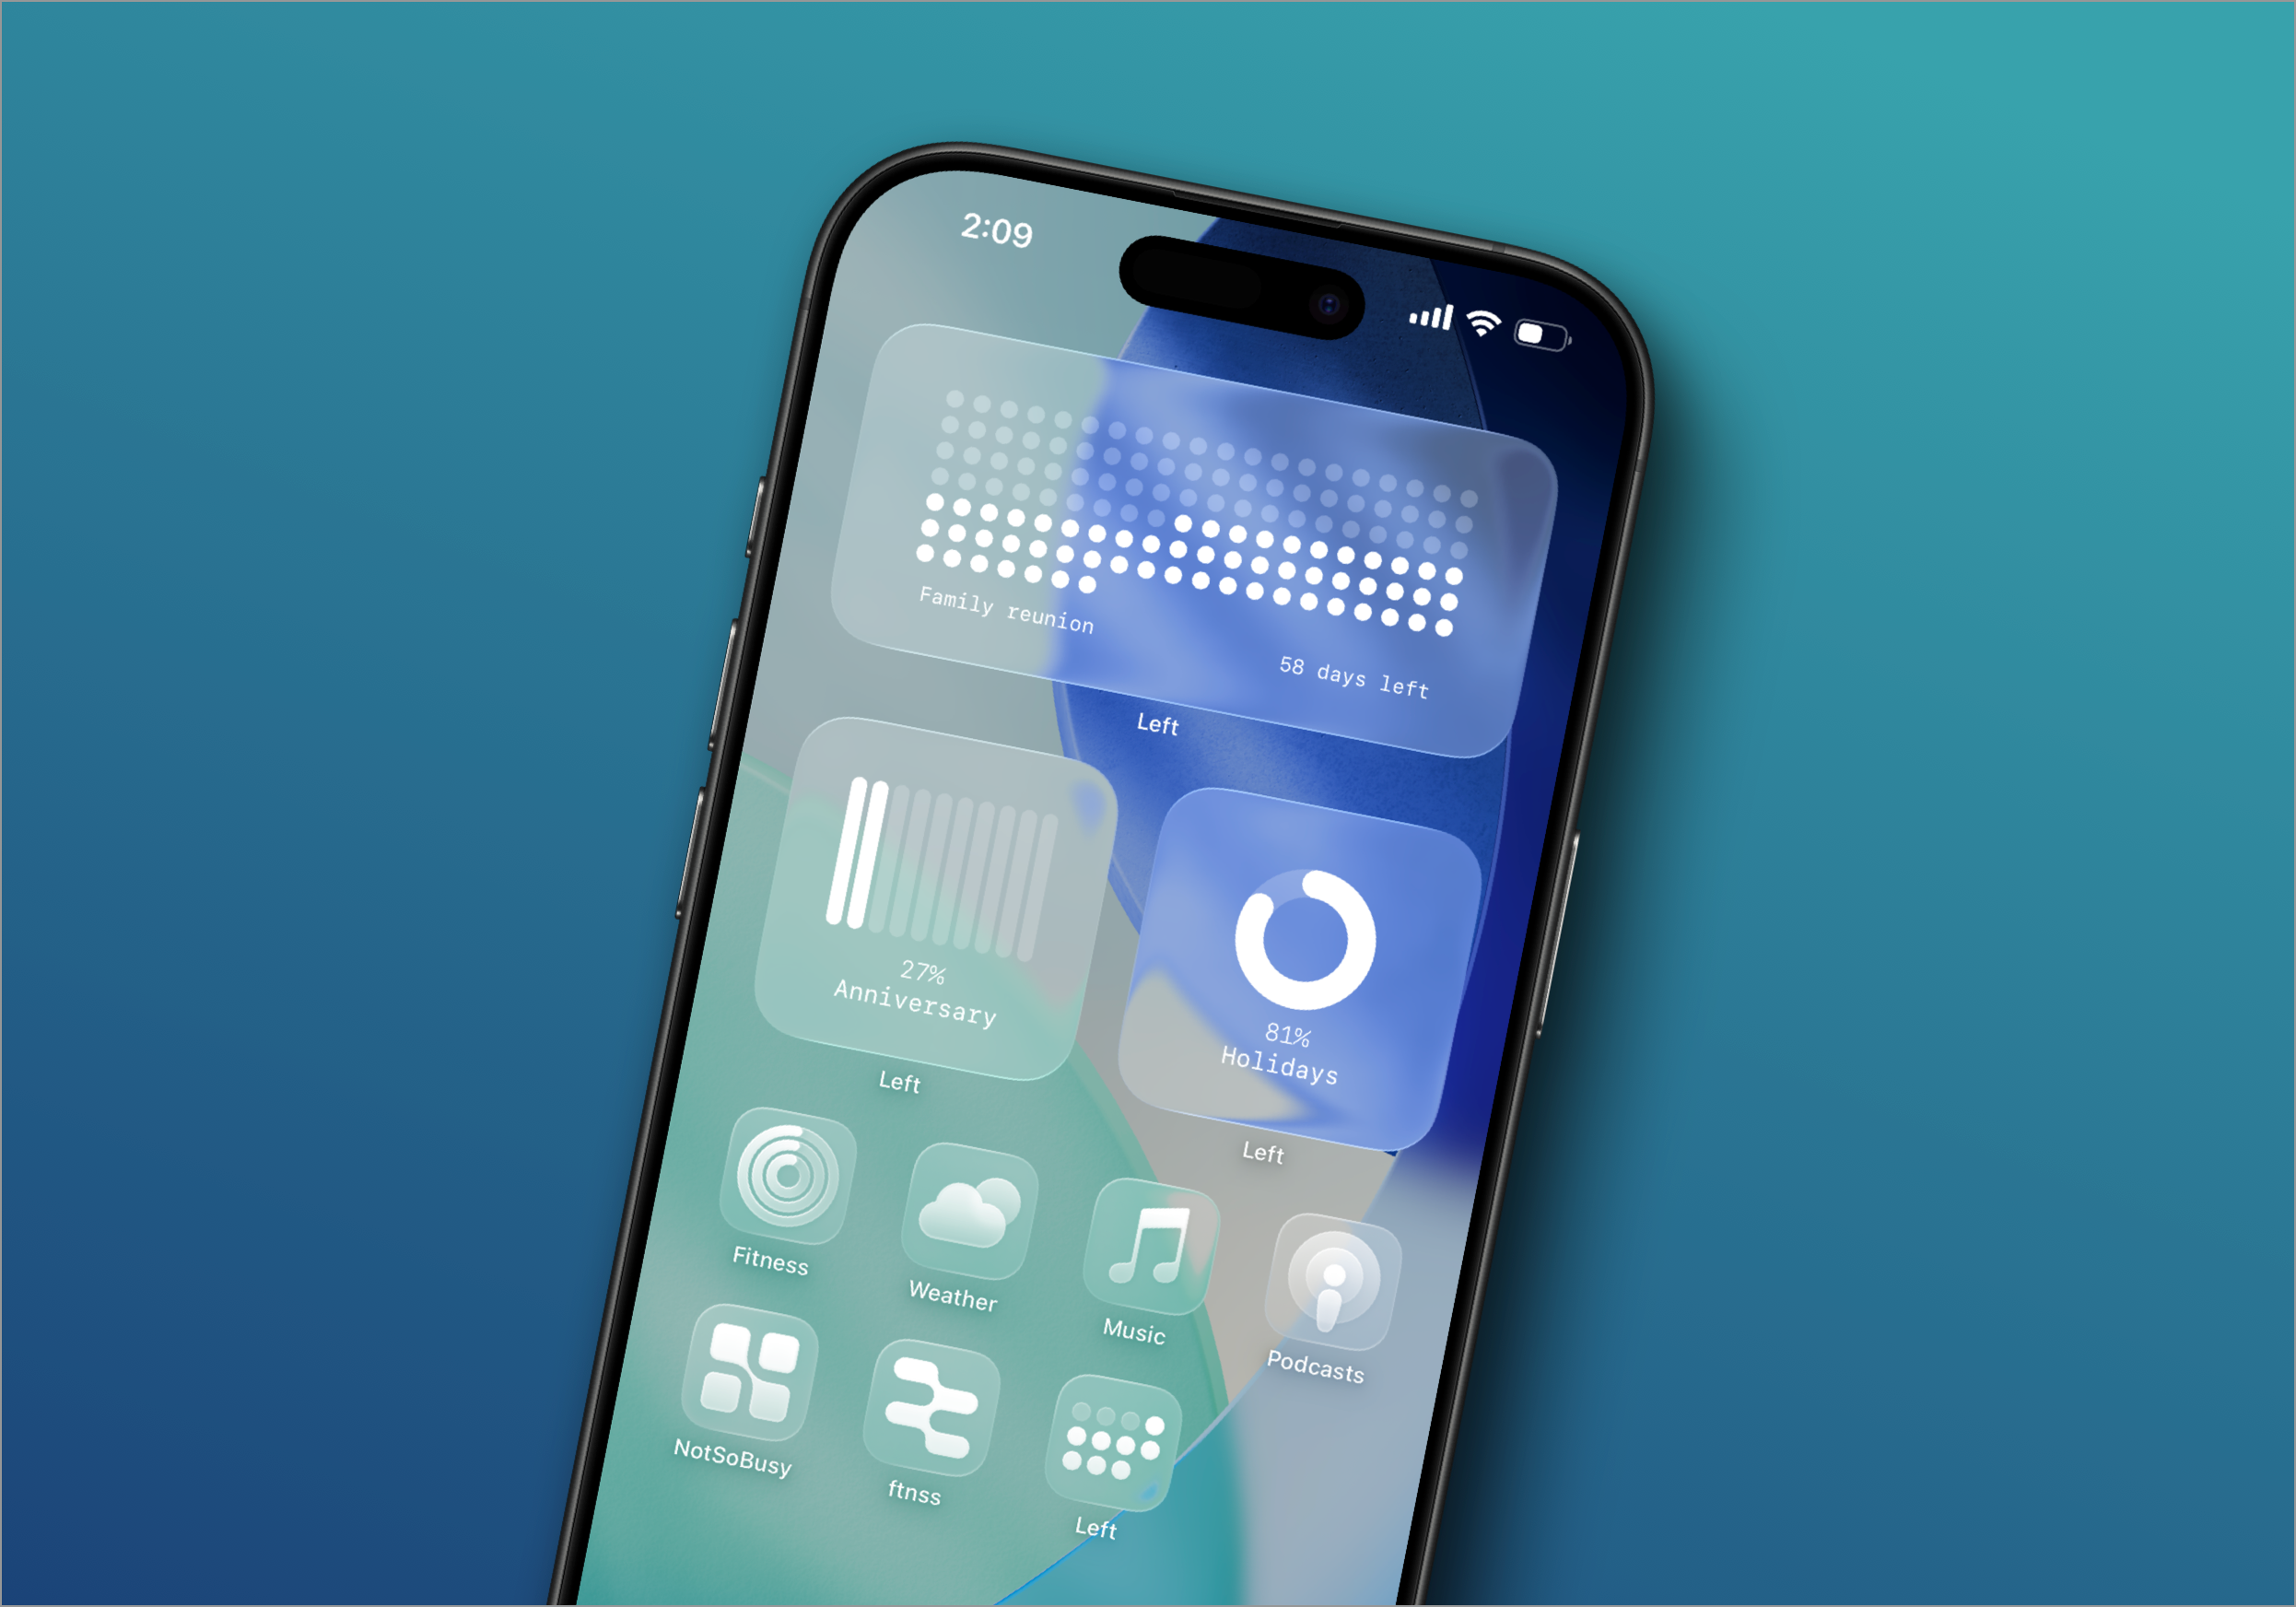 2:09
Family reunion
58 days left
Left
27%
Anniversary
Left
81%
Holidays
Left
Fitness
Weather
Music
Podcasts
NotSoBusy
ftnss
Left